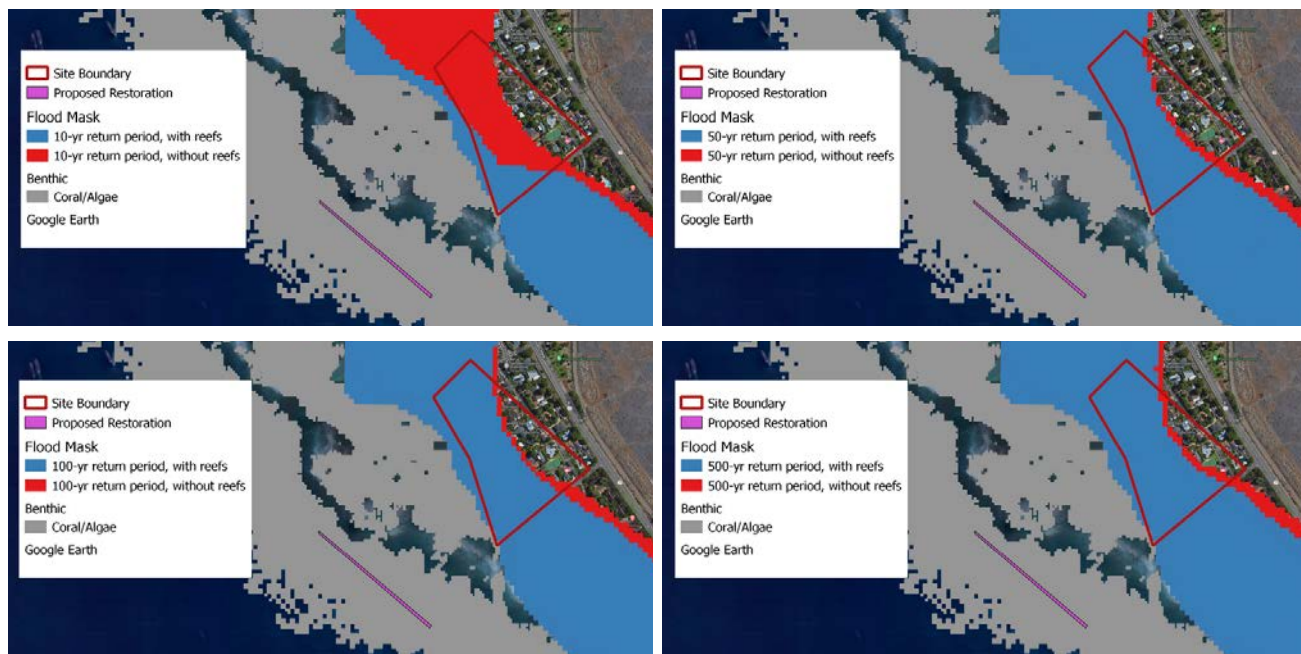 Site Boundary
Proposed Restoration
Flood Mask
10-yr return period, with reefs
10-yr return period, without reefs
Benthic
Coral/Algae
Google Earth
Site Boundary
Proposed Restoration
Flood Mask
50-yr return period, with reefs
50-yr return period, without reefs
Benthic
Coral/Algae
Google Earth
Site Boundary
Proposed Restoration
Flood Mask
100-yr return period, with reefs
100-yr return period, without reefs
Benthic
Coral/Algae
Google Earth
Site Boundary
Proposed Restoration
Flood Mask
500-yr return period, with reefs
500-yr return period, without reefs
Benthic
Coral/Algae
Google Earth